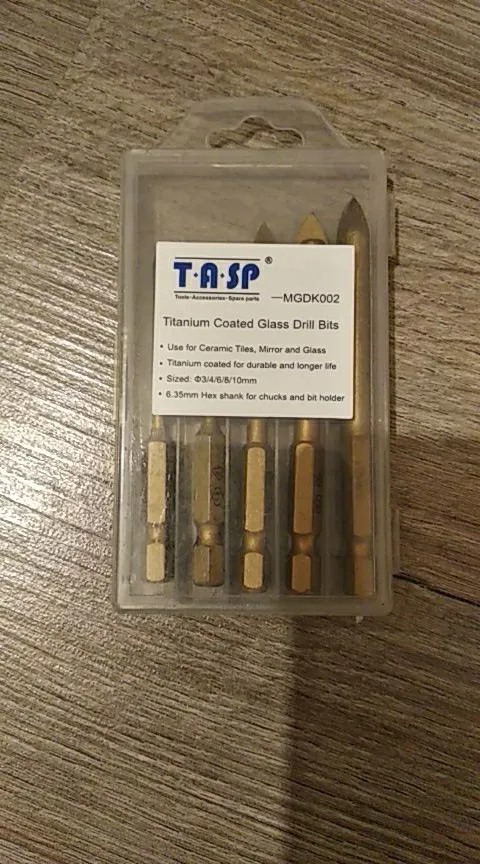 T·A·SP®
Tools-Accessories-Spare parts
—MGDK002
Titanium Coated Glass Drill Bits
• Use for Ceramic Tiles, Mirror and Glass
• Titanium coated for durable and longer life
• Sized: Φ3/4/6/8/10mm
• 6.35mm Hex shank for chucks and bit holder